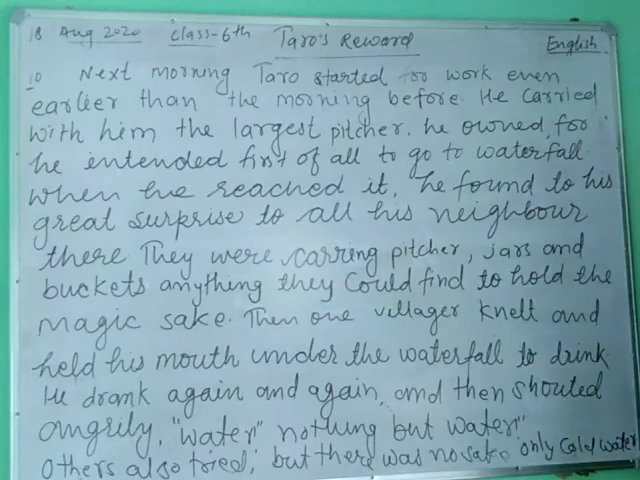 18 Aug 2020 Class-6th Taro's Reward English
10 Next morning Taro started for work even
earlier than the morning before. He Carried
with him the largest pitcher. he owned, for
he intended first of all to go to waterfall.
when he reached it, he found to his
great surprise to all his neighbour
there They were carring pitcher, jars and
buckets anything they Could find to hold the
magic sake. Then one villager Knelt and
held his mouth under the waterfall to drink
He drank again and again, and then shouted
angrily, "water" nothing but water"
Others also tried, but there was no sake only Cold water